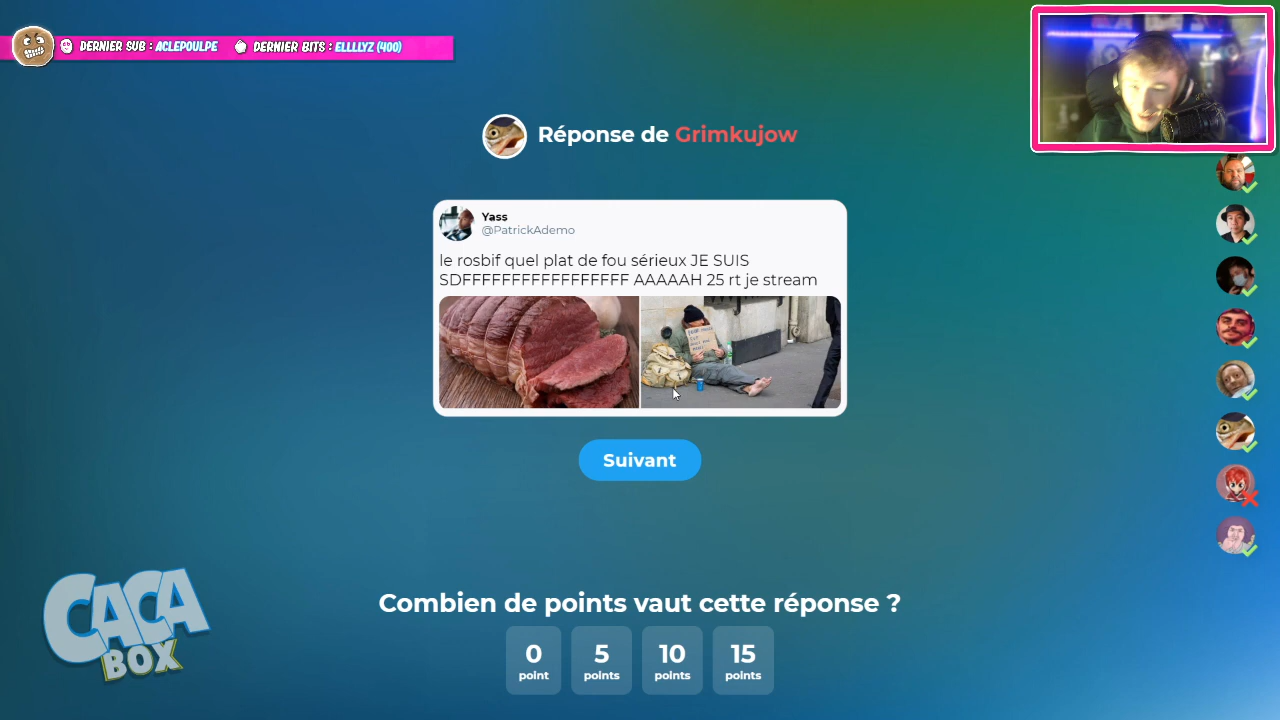 DERNIER SUB : ACLEPOULPE DERNIER BITS : ELLLLYZ (400)
Réponse de Grimkujow
Yass
@PatrickAdemo
le rosbif quel plat de fou sérieux JE SUIS
SDFFFFFFFFFFFFFFFFF AAAAAH 25 rt je stream
Suivant
CACA
BOX
Combien de points vaut cette réponse ?
0 5 10 15
point points points points